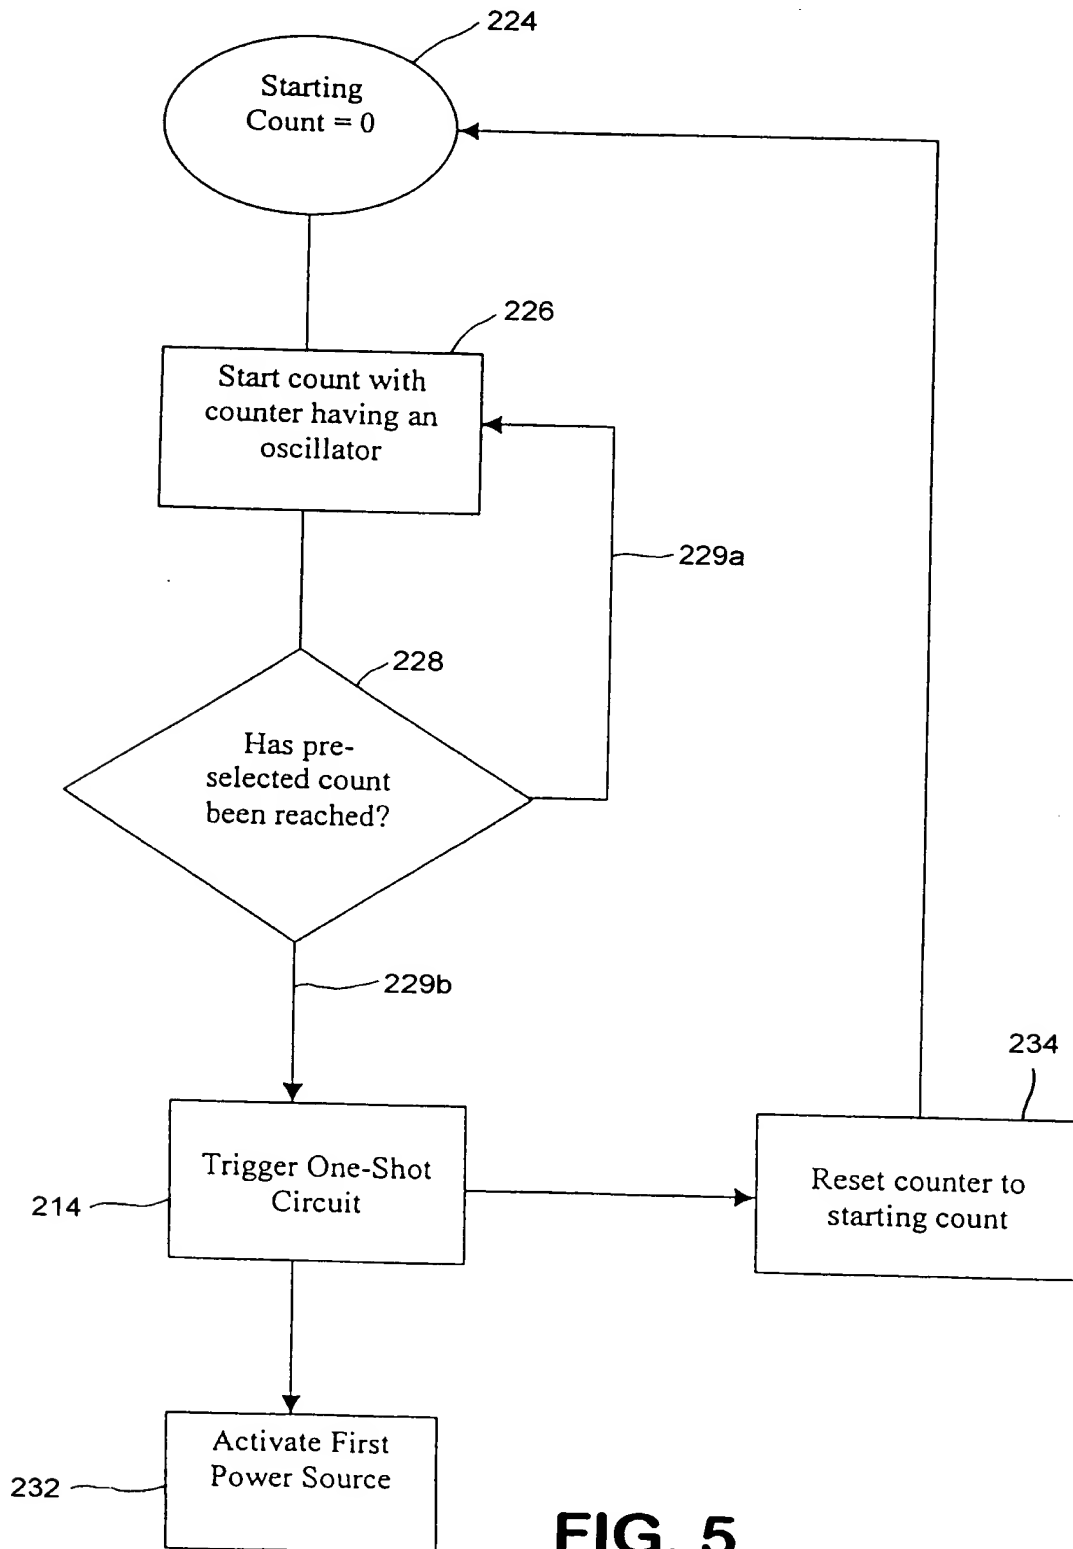 224
Starting
Count = 0
226
Start count with
counter having an
oscillator
229a
228
Has pre-
selected count
been reached?
229b
234
Trigger One-Shot
Circuit
214
Reset counter to
starting count
Activate First
Power Source
232
FIG. 5